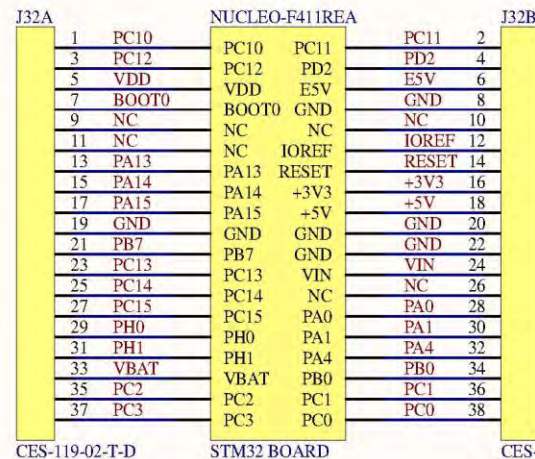 J32A NUCLEO-F411REA J32B
1 PC10 PC10 PC11 PC11 2
3 PC12 PC12 PD2 PD2 4
5 VDD VDD E5V E5V 6
7 BOOT0 BOOT0 GND GND 8
9 NC NC NC NC 10
11 NC NC IOREF IOREF 12
13 PA13 PA13 RESET RESET 14
15 PA14 PA14 +3V3 +3V3 16
17 PA15 PA15 +5V +5V 18
19 GND GND GND GND 20
21 PB7 PB7 GND GND 22
23 PC13 PC13 VIN VIN 24
25 PC14 PC14 NC NC 26
27 PC15 PC15 PA0 PA0 28
29 PH0 PH0 PA1 PA1 30
31 PH1 PH1 PA4 PA4 32
33 VBAT VBAT PB0 PB0 34
35 PC2 PC2 PC1 PC1 36
37 PC3 PC3 PC0 PC0 38
CES-119-02-T-D STM32 BOARD CES-